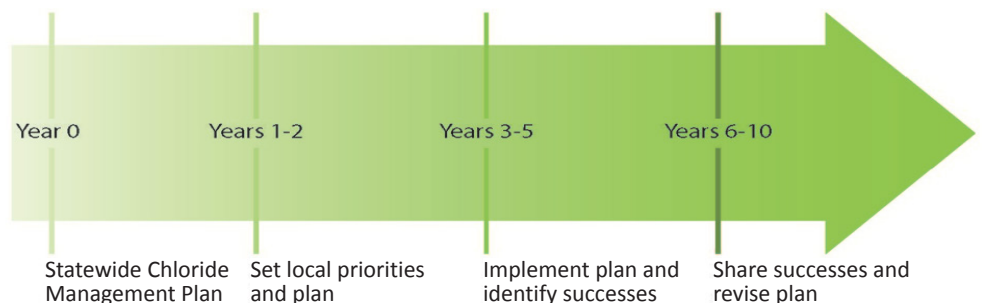 Year 0 Years 1-2 Years 3-5 Years 6-10
Statewide Chloride Set local priorities Implement plan and Share successes and
Management Plan and plan identify successes revise plan